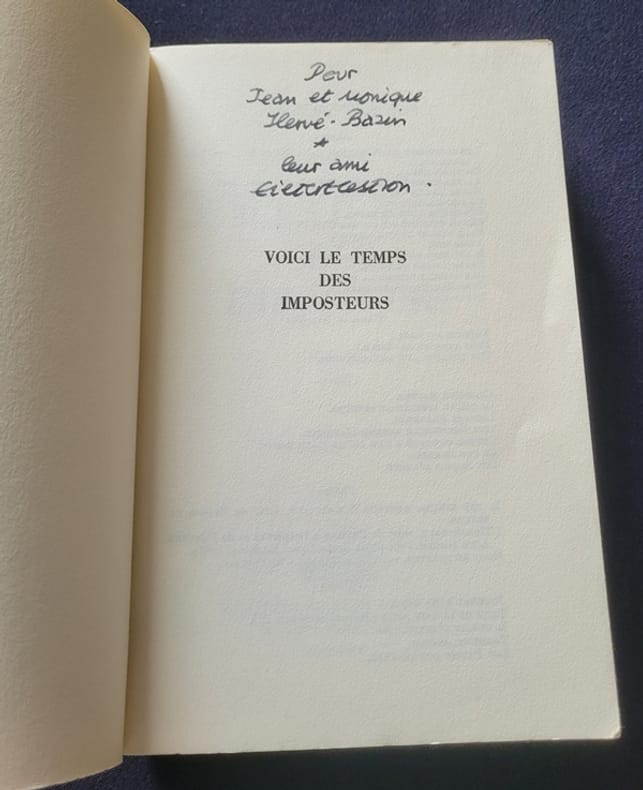 Pour
Jean et Monique
Hervé-Bazin
*
leur ami
VOICI LE TEMPS
DES
IMPOSTEURS